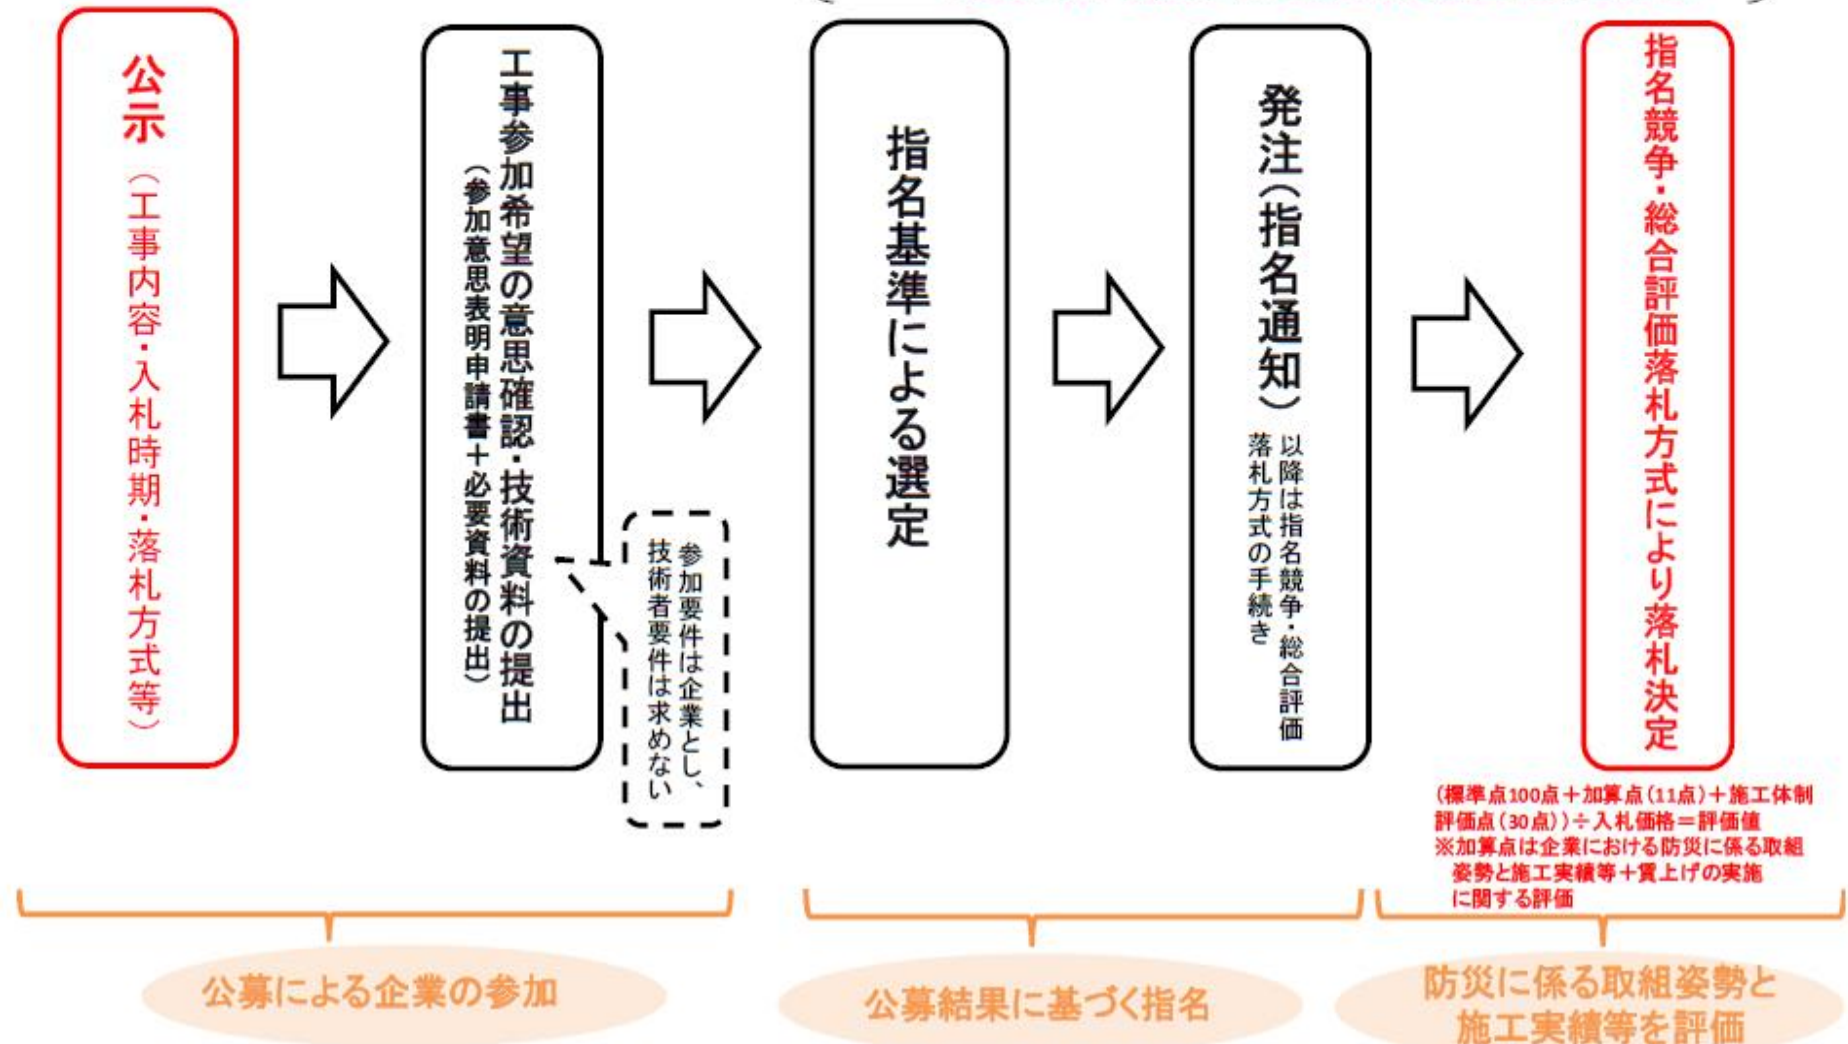 公示（工事内容・入札時期・落札方式等）
工事参加希望の意思確認・技術資料の提出
（参加意思表明申請書＋必要資料の提出）
参加要件は企業とし、
技術者要件は求めない
指名基準による選定
発注（指名通知）
以降は指名競争・総合評価
落札方式の手続き
指名競争・総合評価落札方式により落札決定
（標準点100点＋加算点（11点）＋施工体制
評価点（30点））÷入札価格＝評価値
※加算点は企業における防災に係る取組
姿勢と施工実績等＋賃上げの実施
に関する評価
公募による企業の参加
公募結果に基づく指名
防災に係る取組姿勢と
施工実績等を評価